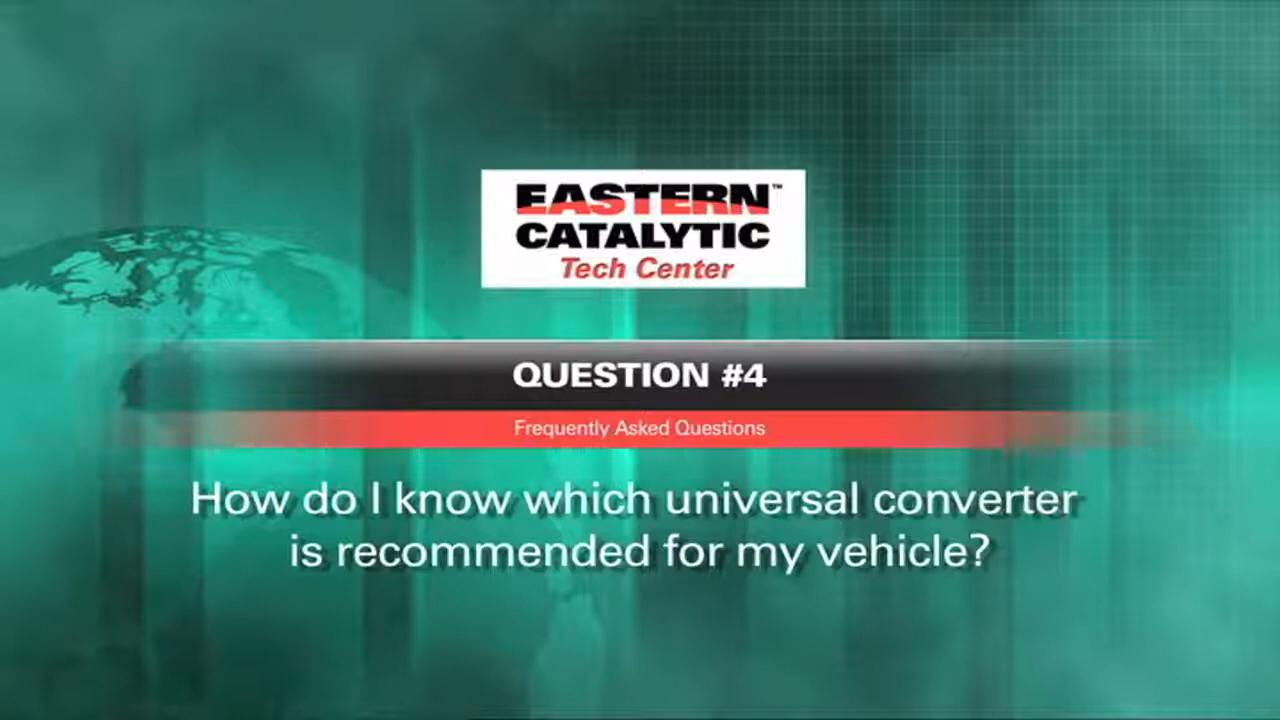 EASTERN™
CATALYTIC
Tech Center
QUESTION #4
Frequently Asked Questions
How do I know which universal converter
is recommended for my vehicle?